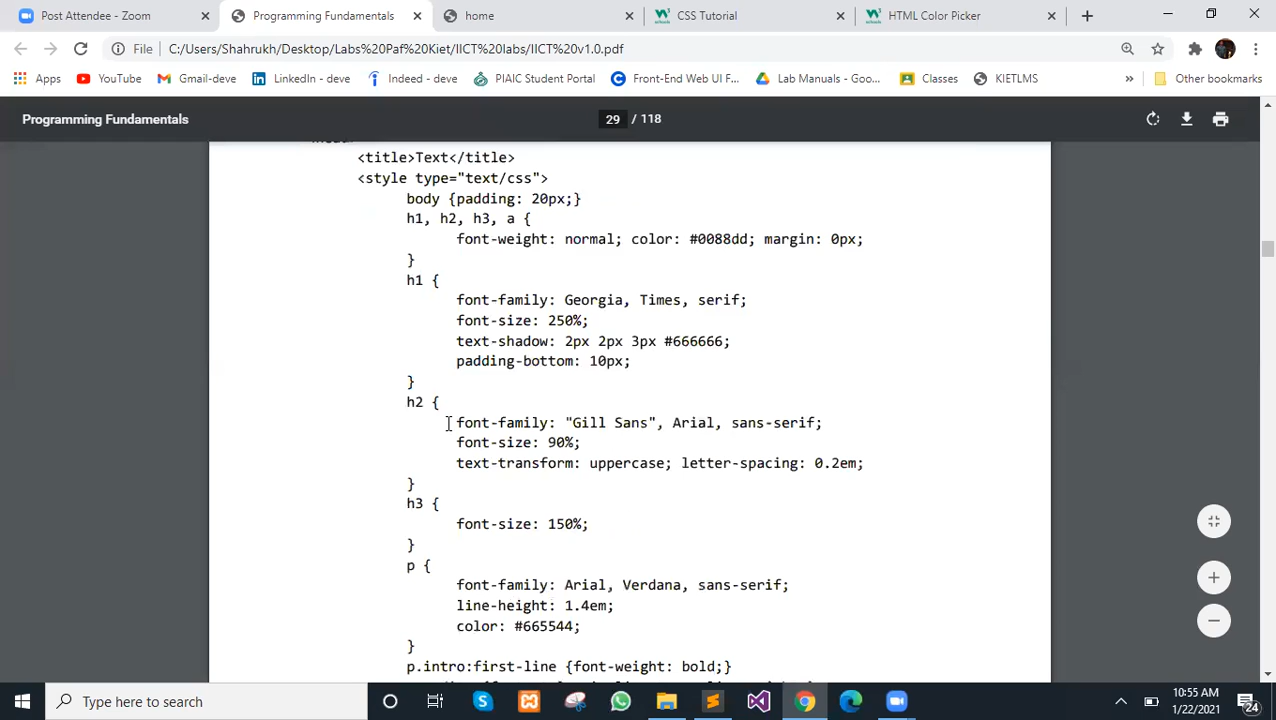 Post Attendee - Zoom
Programming Fundamentals
home
CSS Tutorial
HTML Color Picker
File
C:/Users/Shahrukh/Desktop/Labs%20Paf%20Kiet/IICT%20labs/IICT%20v1.0.pdf
Apps
YouTube
Gmail-deve
LinkedIn - deve
Indeed - deve
PIAIC Student Portal
Front-End Web UI F...
Lab Manuals - Goo...
Classes
KIETLMS
»
Other bookmarks
Programming Fundamentals
29 / 118
<title>Text</title>
<style type="text/css">
body {padding: 20px;}
h1, h2, h3, a {
font-weight: normal; color: #0088dd; margin: 0px;
}
h1 {
font-family: Georgia, Times, serif;
font-size: 250%;
text-shadow: 2px 2px 3px #666666;
padding-bottom: 10px;
}
h2 {
font-family: "Gill Sans", Arial, sans-serif;
font-size: 90%;
text-transform: uppercase; letter-spacing: 0.2em;
}
h3 {
font-size: 150%;
}
p {
font-family: Arial, Verdana, sans-serif;
line-height: 1.4em;
color: #665544;
}
p.intro:first-line {font-weight: bold;}
Type here to search
10:55 AM
1/22/2021
24